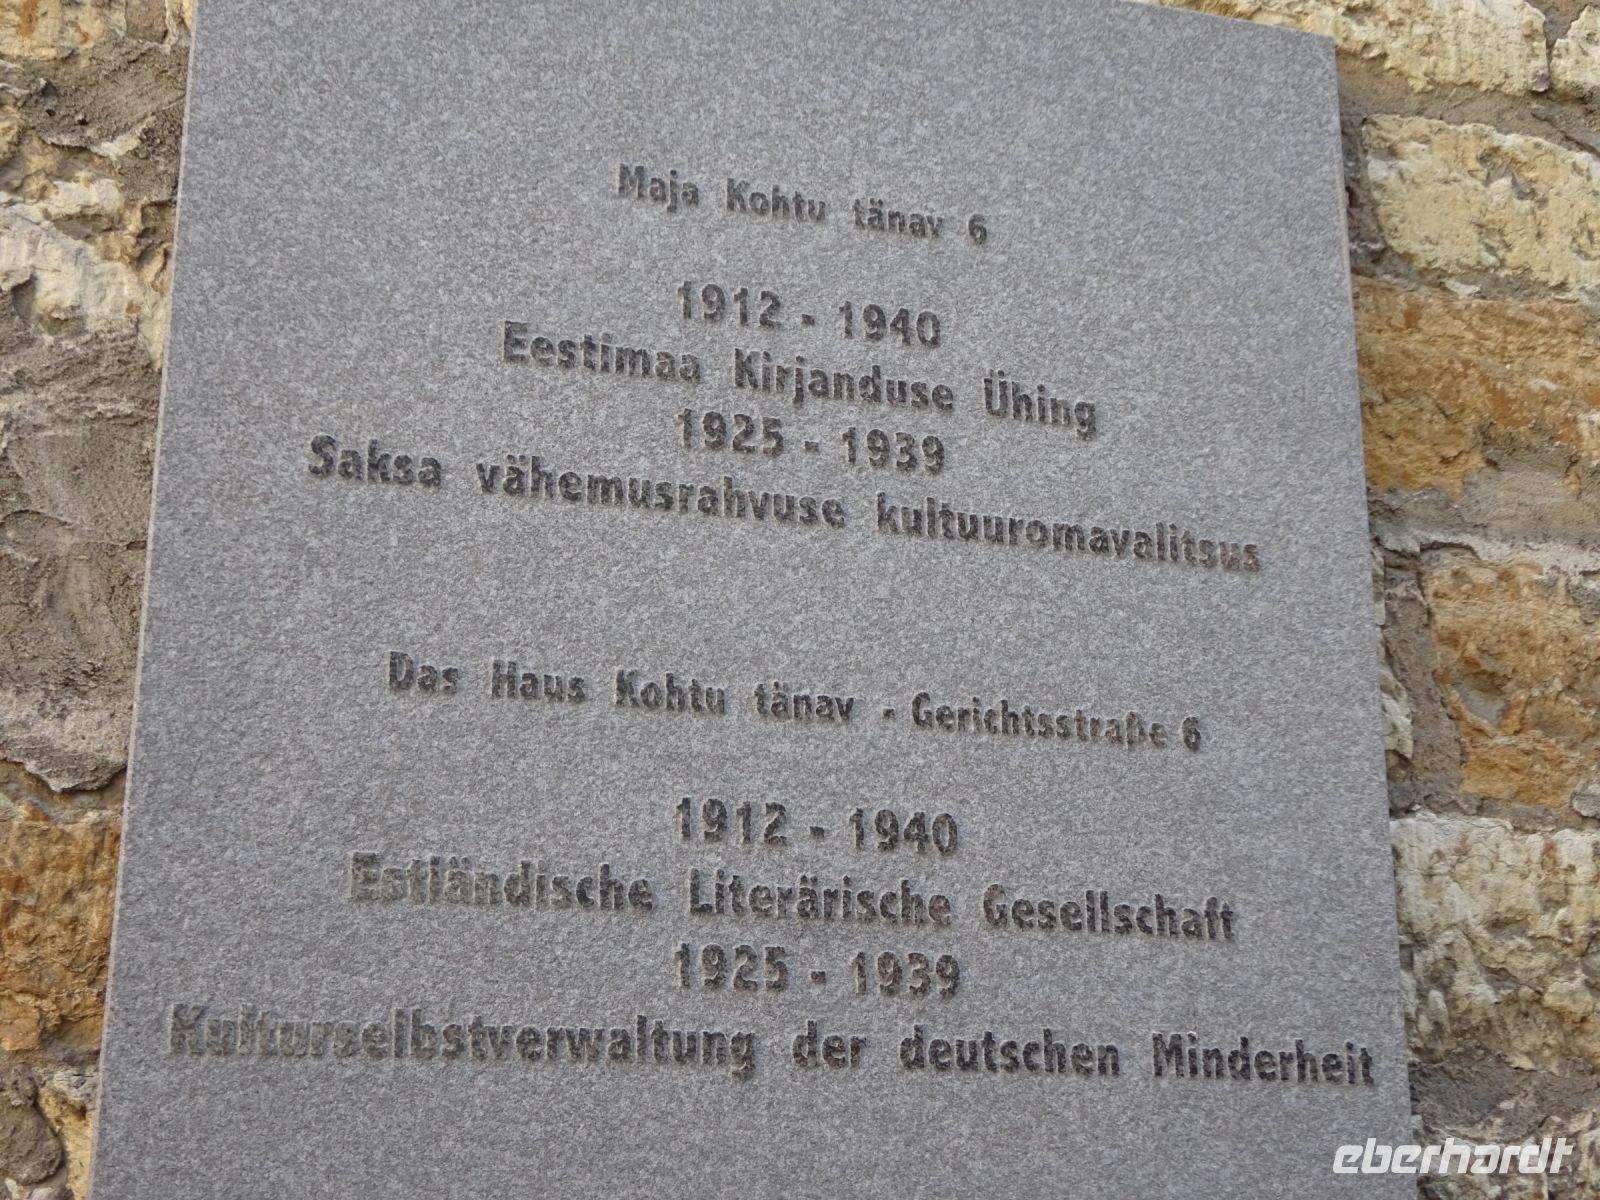 Maja Kohtu tänav 6
1912 - 1940
Eestimaa Kirjanduse Ühing
1925 - 1939
Saksa vähemusrahvuse kultuuromavalitsus
Das Haus Kohtu tänav - Gerichtsstraße 6
1912 - 1940
Estländische Literärische Gesellschaft
1925 - 1939
Kulturselbstverwaltung der deutschen Minderheit
eberhardt